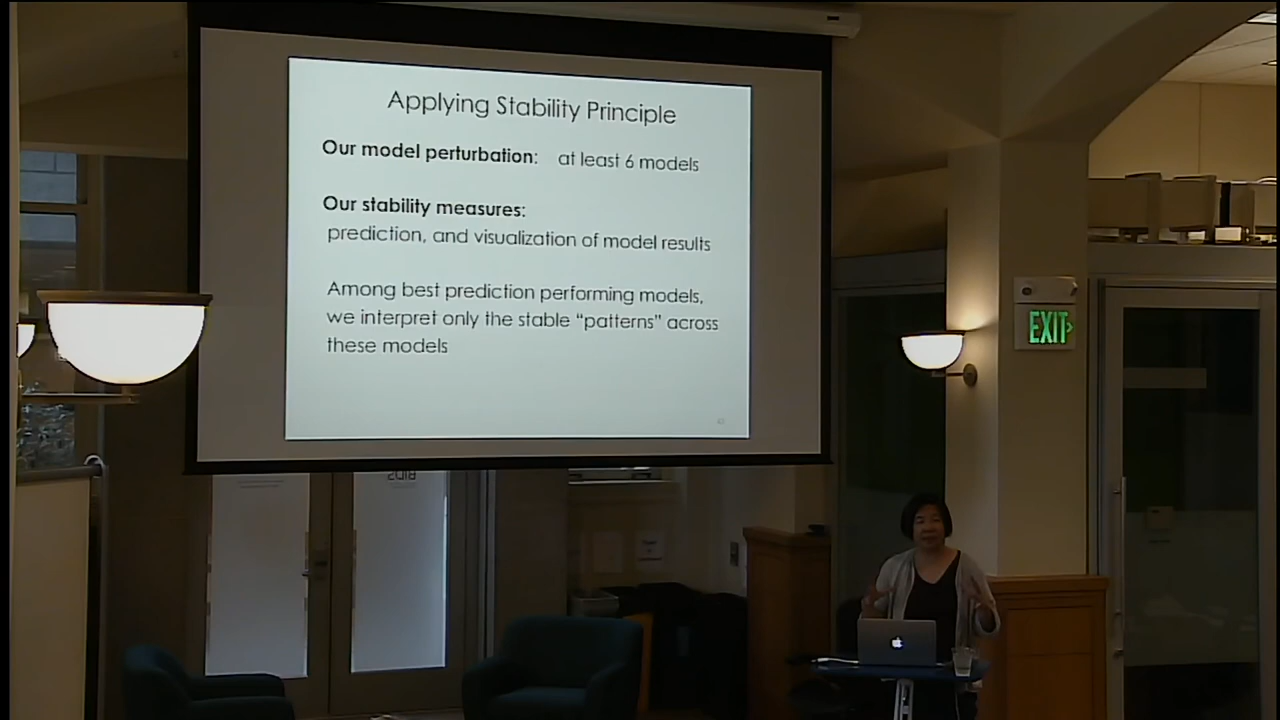 Applying Stability Principle
Our model perturbation: at least 6 models
Our stability measures:
prediction, and visualization of model results
Among best prediction performing models,
we interpret only the stable “patterns” across
these models
EXIT
BIDS